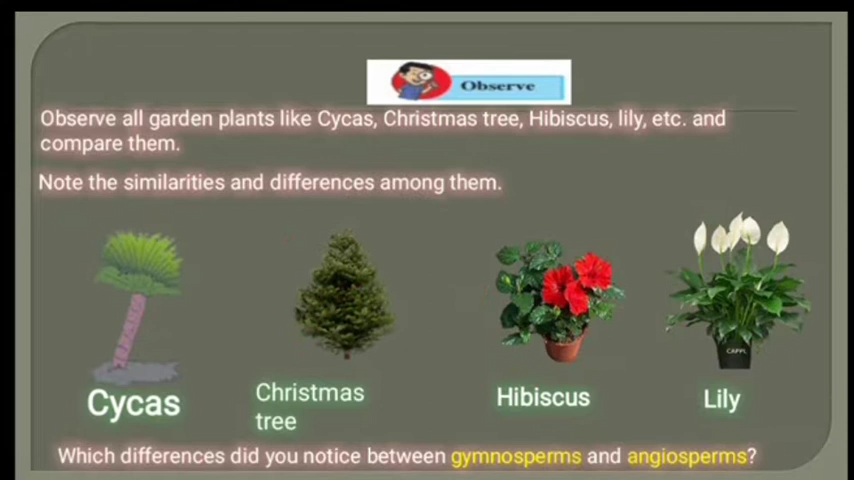 Observe
Observe all garden plants like Cycas, Christmas tree, Hibiscus, lily, etc. and
compare them.
Note the similarities and differences among them.
CAPPL
Cycas
Christmas
tree
Hibiscus
Lily
Which differences did you notice between gymnosperms and angiosperms?